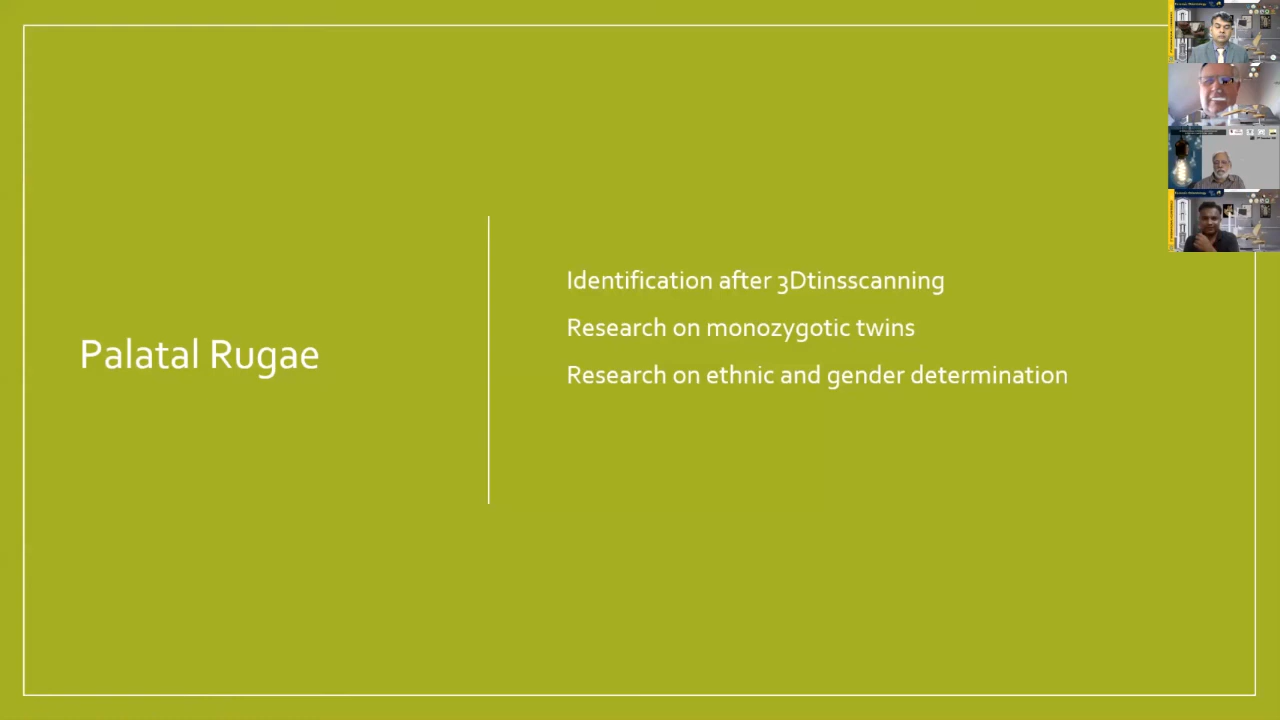 Palatal Rugae
Identification after 3Dtinsscanning
Research on monozygotic twins
Research on ethnic and gender determination